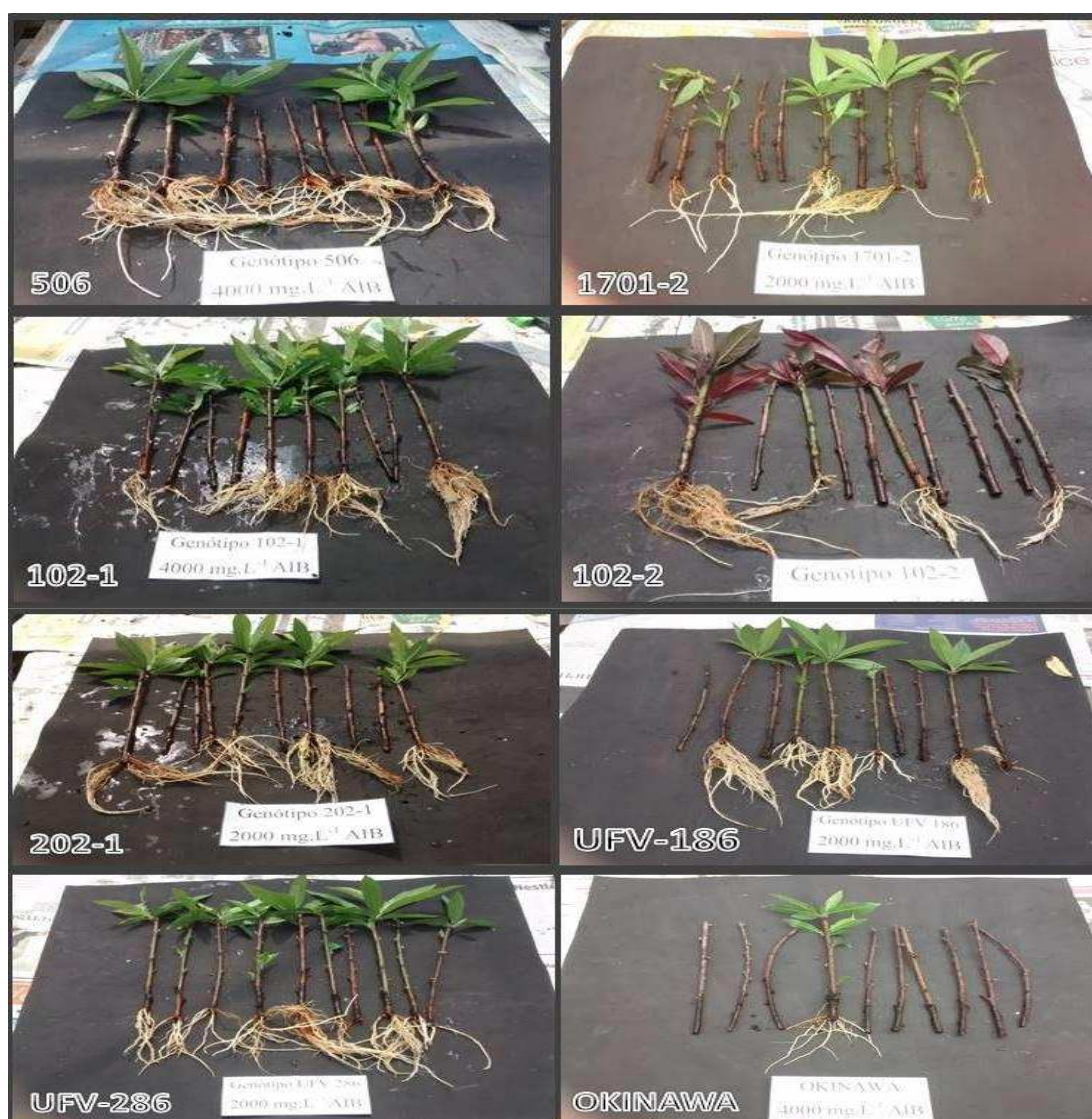 Genótipo 506
4000 mg.L⁻¹ AIB
506
Genótipo 1701-2
2000 mg.L⁻¹ AIB
1701-2
Genótipo 102-1
4000 mg.L⁻¹ AIB
102-1
Genótipo 102-2
102-2
Genótipo 202-1
2000 mg.L⁻¹ AIB
202-1
Genótipo UFV 186
2000 mg.L⁻¹ AIB
UFV-186
Genótipo UFV 286
2000 mg.L⁻¹ AIB
UFV-286
OKINAWA
4000 mg.L⁻¹ AIB
OKINAWA